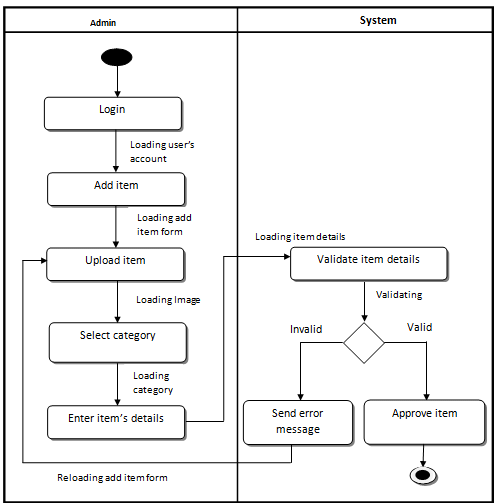 Admin
System
Login
Loading user's
account
Add item
Loading add
item form
Loading item details
Upload item
Validate item details
Loading Image
Validating
Select category
Invalid
Valid
Loading
category
Enter item's details
Send error
message
Approve item
Reloading add item form